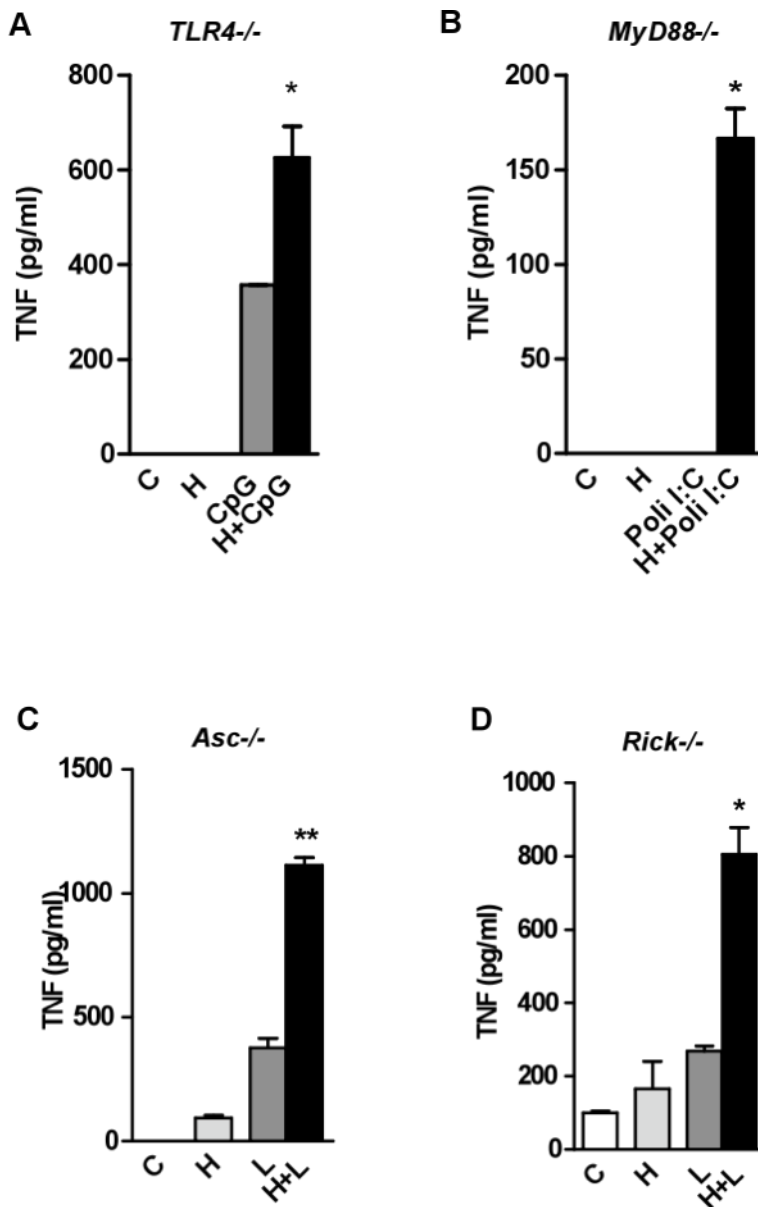 A
TLR4-/-
TNF (pg/ml)
800
600
400
200
0
*
C
H
CpG
H+CpG
B
MyD88-/-
TNF (pg/ml)
200
150
100
50
0
*
C
H
Poli I:C
H+Poli I:C
C
Asc-/-
TNF (pg/ml)
1500
1000
500
0
**
C
H
L
H+L
D
Rick-/-
TNF (pg/ml)
1000
800
600
400
200
0
*
C
H
L
H+L